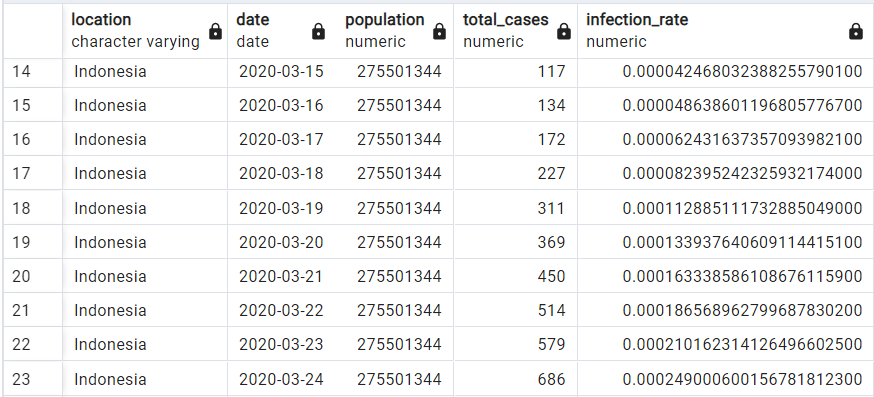 location date population total_cases infection_rate
character varying date numeric numeric numeric
14 Indonesia 2020-03-15 275501344 117 0.000042468032388255790100
15 Indonesia 2020-03-16 275501344 134 0.000048638601196805776700
16 Indonesia 2020-03-17 275501344 172 0.000062431637357093982100
17 Indonesia 2020-03-18 275501344 227 0.000082395242325932174000
18 Indonesia 2020-03-19 275501344 311 0.000112885111732885049000
19 Indonesia 2020-03-20 275501344 369 0.000133937640609114415100
20 Indonesia 2020-03-21 275501344 450 0.000163338586108676115900
21 Indonesia 2020-03-22 275501344 514 0.000186568962799687830200
22 Indonesia 2020-03-23 275501344 579 0.000210162314126496602500
23 Indonesia 2020-03-24 275501344 686 0.000249000600156781812300